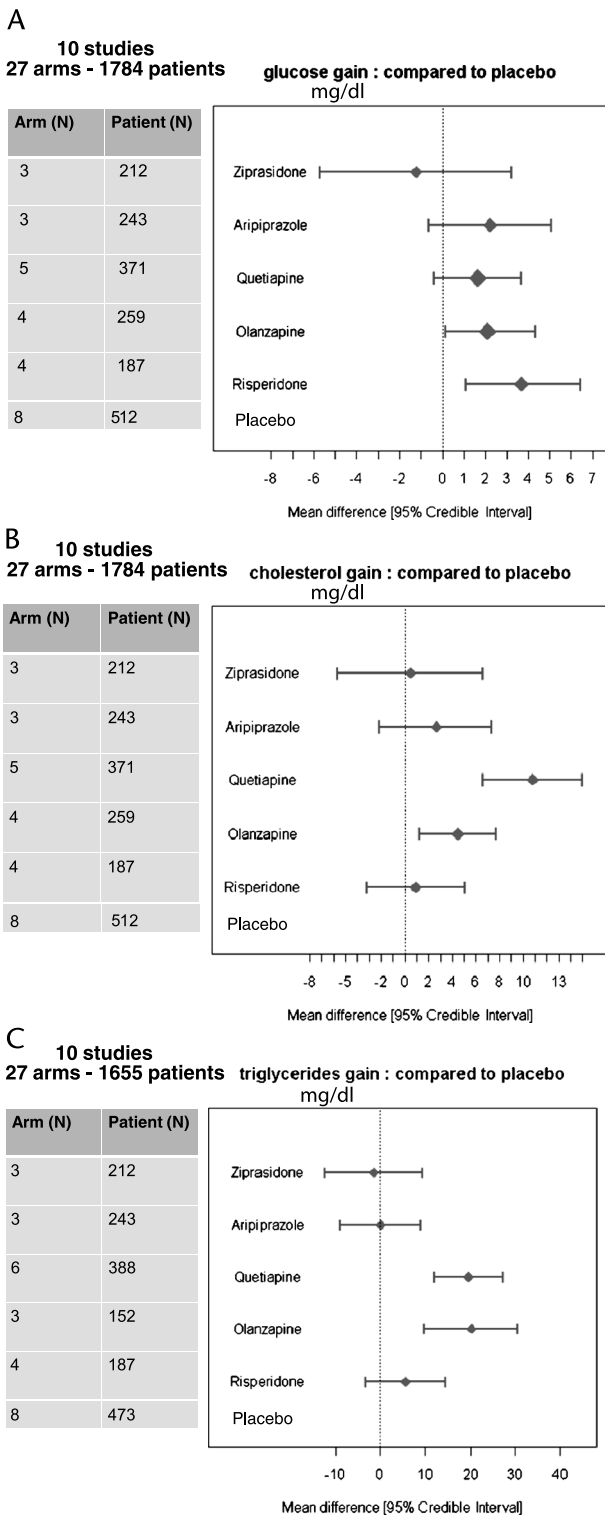 A
10 studies
27 arms - 1784 patients
glucose gain : compared to placebo
mg/dl
Arm (N) Patient (N)
3 212 Ziprasidone
3 243 Aripiprazole
5 371 Quetiapine
4 259 Olanzapine
4 187 Risperidone
8 512 Placebo
-8 -6 -4 -2 0 1 2 3 4 5 6 7
Mean difference [95% Credible Interval]
B
10 studies
27 arms - 1784 patients
cholesterol gain : compared to placebo
mg/dl
Arm (N) Patient (N)
3 212 Ziprasidone
3 243 Aripiprazole
5 371 Quetiapine
4 259 Olanzapine
4 187 Risperidone
8 512 Placebo
-8 -5 -2 0 2 4 6 8 10 13
Mean difference [95% Credible Interval]
C
10 studies
27 arms - 1655 patients
triglycerides gain : compared to placebo
mg/dl
Arm (N) Patient (N)
3 212 Ziprasidone
3 243 Aripiprazole
6 388 Quetiapine
3 152 Olanzapine
4 187 Risperidone
8 473 Placebo
-10 0 10 20 30 40
Mean difference [95% Credible Interval]